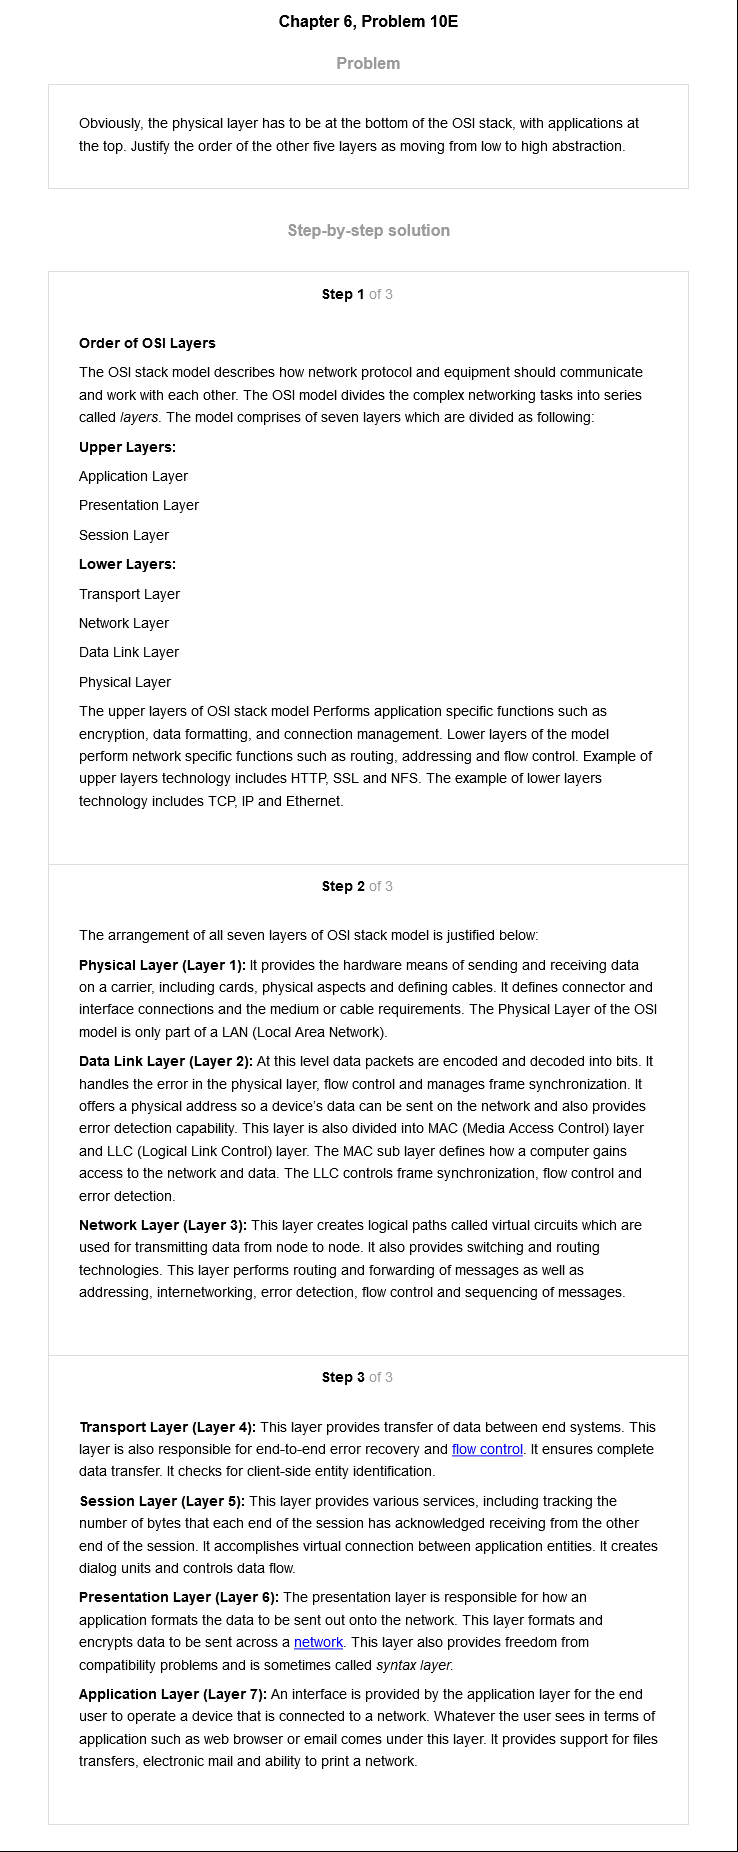 Chapter 6, Problem 10E
Problem
Obviously, the physical layer has to be at the bottom of the OSI stack, with applications at
the top. Justify the order of the other five layers as moving from low to high abstraction.
Step-by-step solution
Step 1 of 3
Order of OSI Layers
The OSI stack model describes how network protocol and equipment should communicate
and work with each other. The OSI model divides the complex networking tasks into series
called layers. The model comprises of seven layers which are divided as following:
Upper Layers:
Application Layer
Presentation Layer
Session Layer
Lower Layers:
Transport Layer
Network Layer
Data Link Layer
Physical Layer
The upper layers of OSI stack model Performs application specific functions such as
encryption, data formatting, and connection management. Lower layers of the model
perform network specific functions such as routing, addressing and flow control. Example of
upper layers technology includes HTTP, SSL and NFS. The example of lower layers
technology includes TCP, IP and Ethernet.
Step 2 of 3
The arrangement of all seven layers of OSI stack model is justified below:
Physical Layer (Layer 1): It provides the hardware means of sending and receiving data
on a carrier, including cards, physical aspects and defining cables. It defines connector and
interface connections and the medium or cable requirements. The Physical Layer of the OSI
model is only part of a LAN (Local Area Network).
Data Link Layer (Layer 2): At this level data packets are encoded and decoded into bits. It
handles the error in the physical layer, flow control and manages frame synchronization. It
offers a physical address so a device's data can be sent on the network and also provides
error detection capability. This layer is also divided into MAC (Media Access Control) layer
and LLC (Logical Link Control) layer. The MAC sub layer defines how a computer gains
access to the network and data. The LLC controls frame synchronization, flow control and
error detection.
Network Layer (Layer 3): This layer creates logical paths called virtual circuits which are
used for transmitting data from node to node. It also provides switching and routing
technologies. This layer performs routing and forwarding of messages as well as
addressing, internetworking, error detection, flow control and sequencing of messages.
Step 3 of 3
Transport Layer (Layer 4): This layer provides transfer of data between end systems. This
layer is also responsible for end-to-end error recovery and flow control. It ensures complete
data transfer. It checks for client-side entity identification.
Session Layer (Layer 5): This layer provides various services, including tracking the
number of bytes that each end of the session has acknowledged receiving from the other
end of the session. It accomplishes virtual connection between application entities. It creates
dialog units and controls data flow.
Presentation Layer (Layer 6): The presentation layer is responsible for how an
application formats the data to be sent out onto the network. This layer formats and
encrypts data to be sent across a network. This layer also provides freedom from
compatibility problems and is sometimes called syntax layer.
Application Layer (Layer 7): An interface is provided by the application layer for the end
user to operate a device that is connected to a network. Whatever the user sees in terms of
application such as web browser or email comes under this layer. It provides support for files
transfers, electronic mail and ability to print a network.